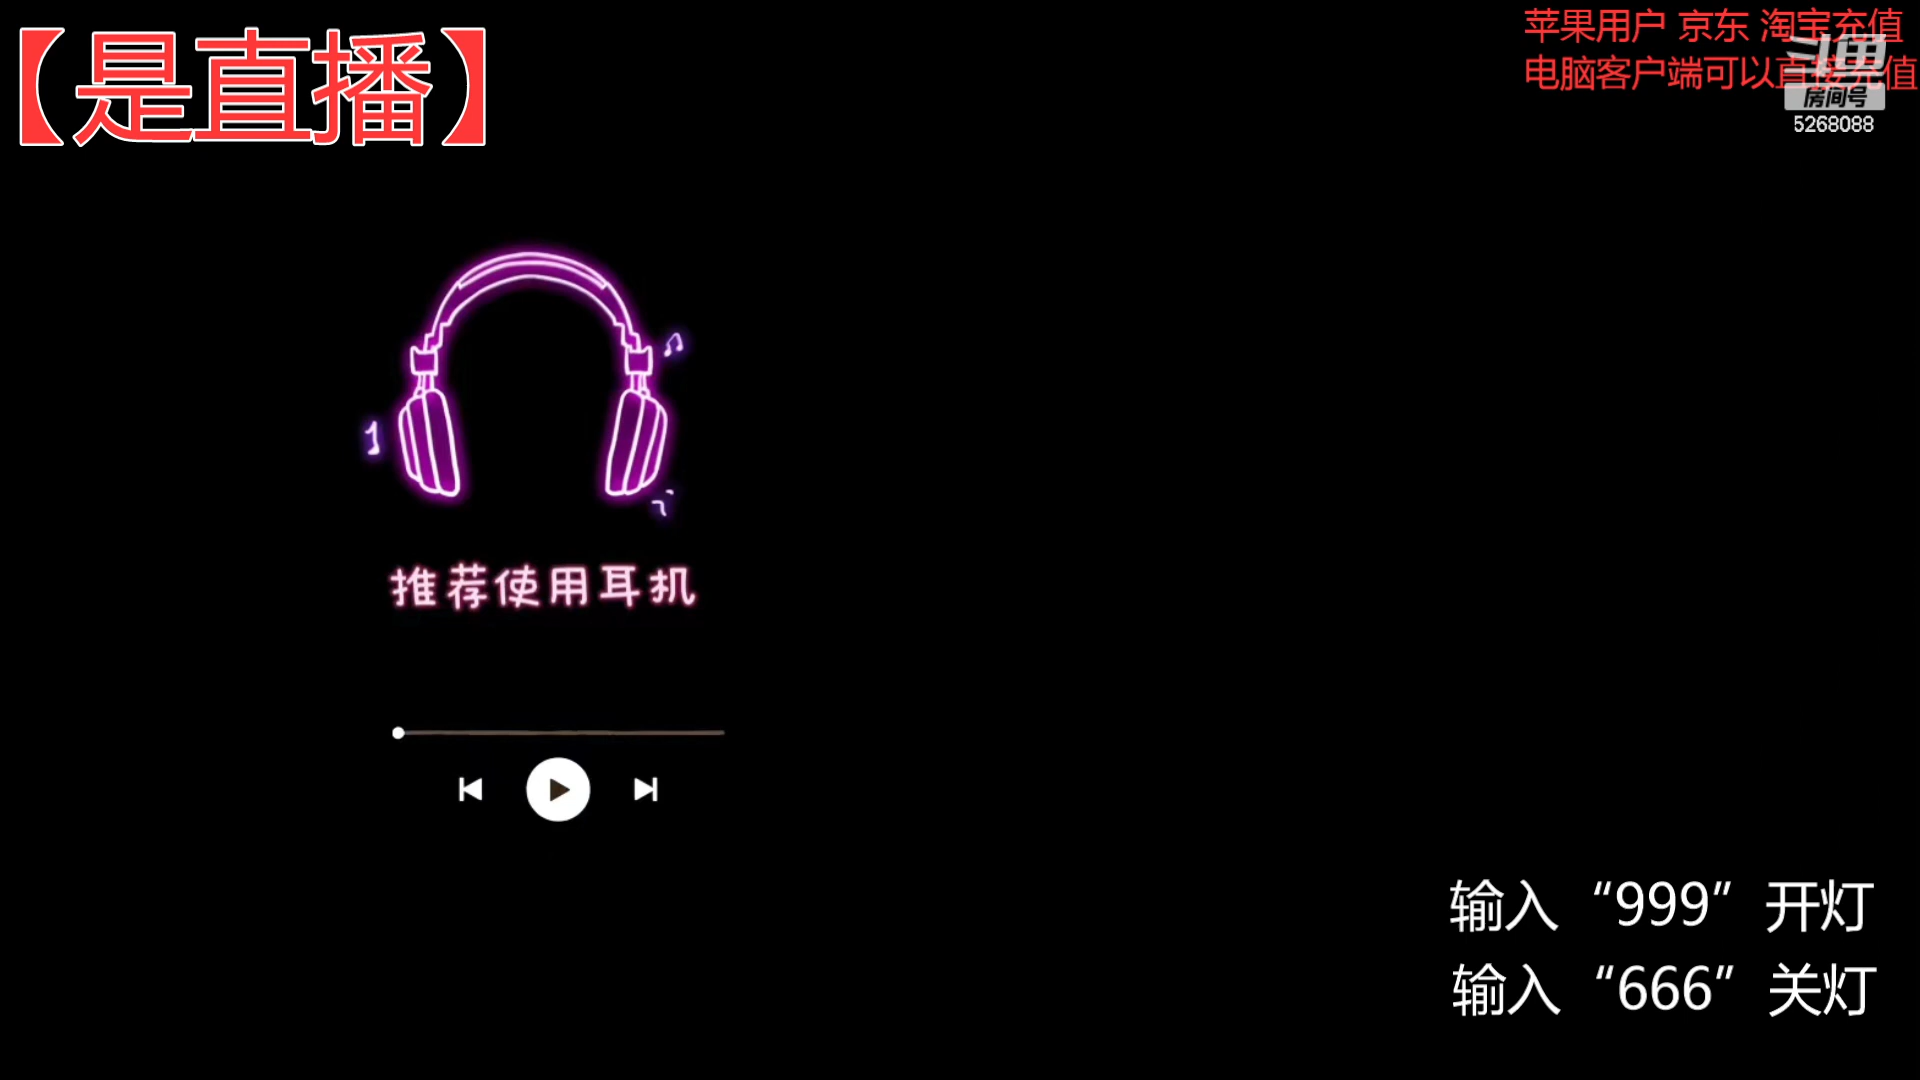 【是直播】
苹果用户 京东 淘宝充值
电脑客户端可以直接充值
斗鱼
房间号
5268088
推荐使用耳机
输入“999”开灯
输入“666”关灯